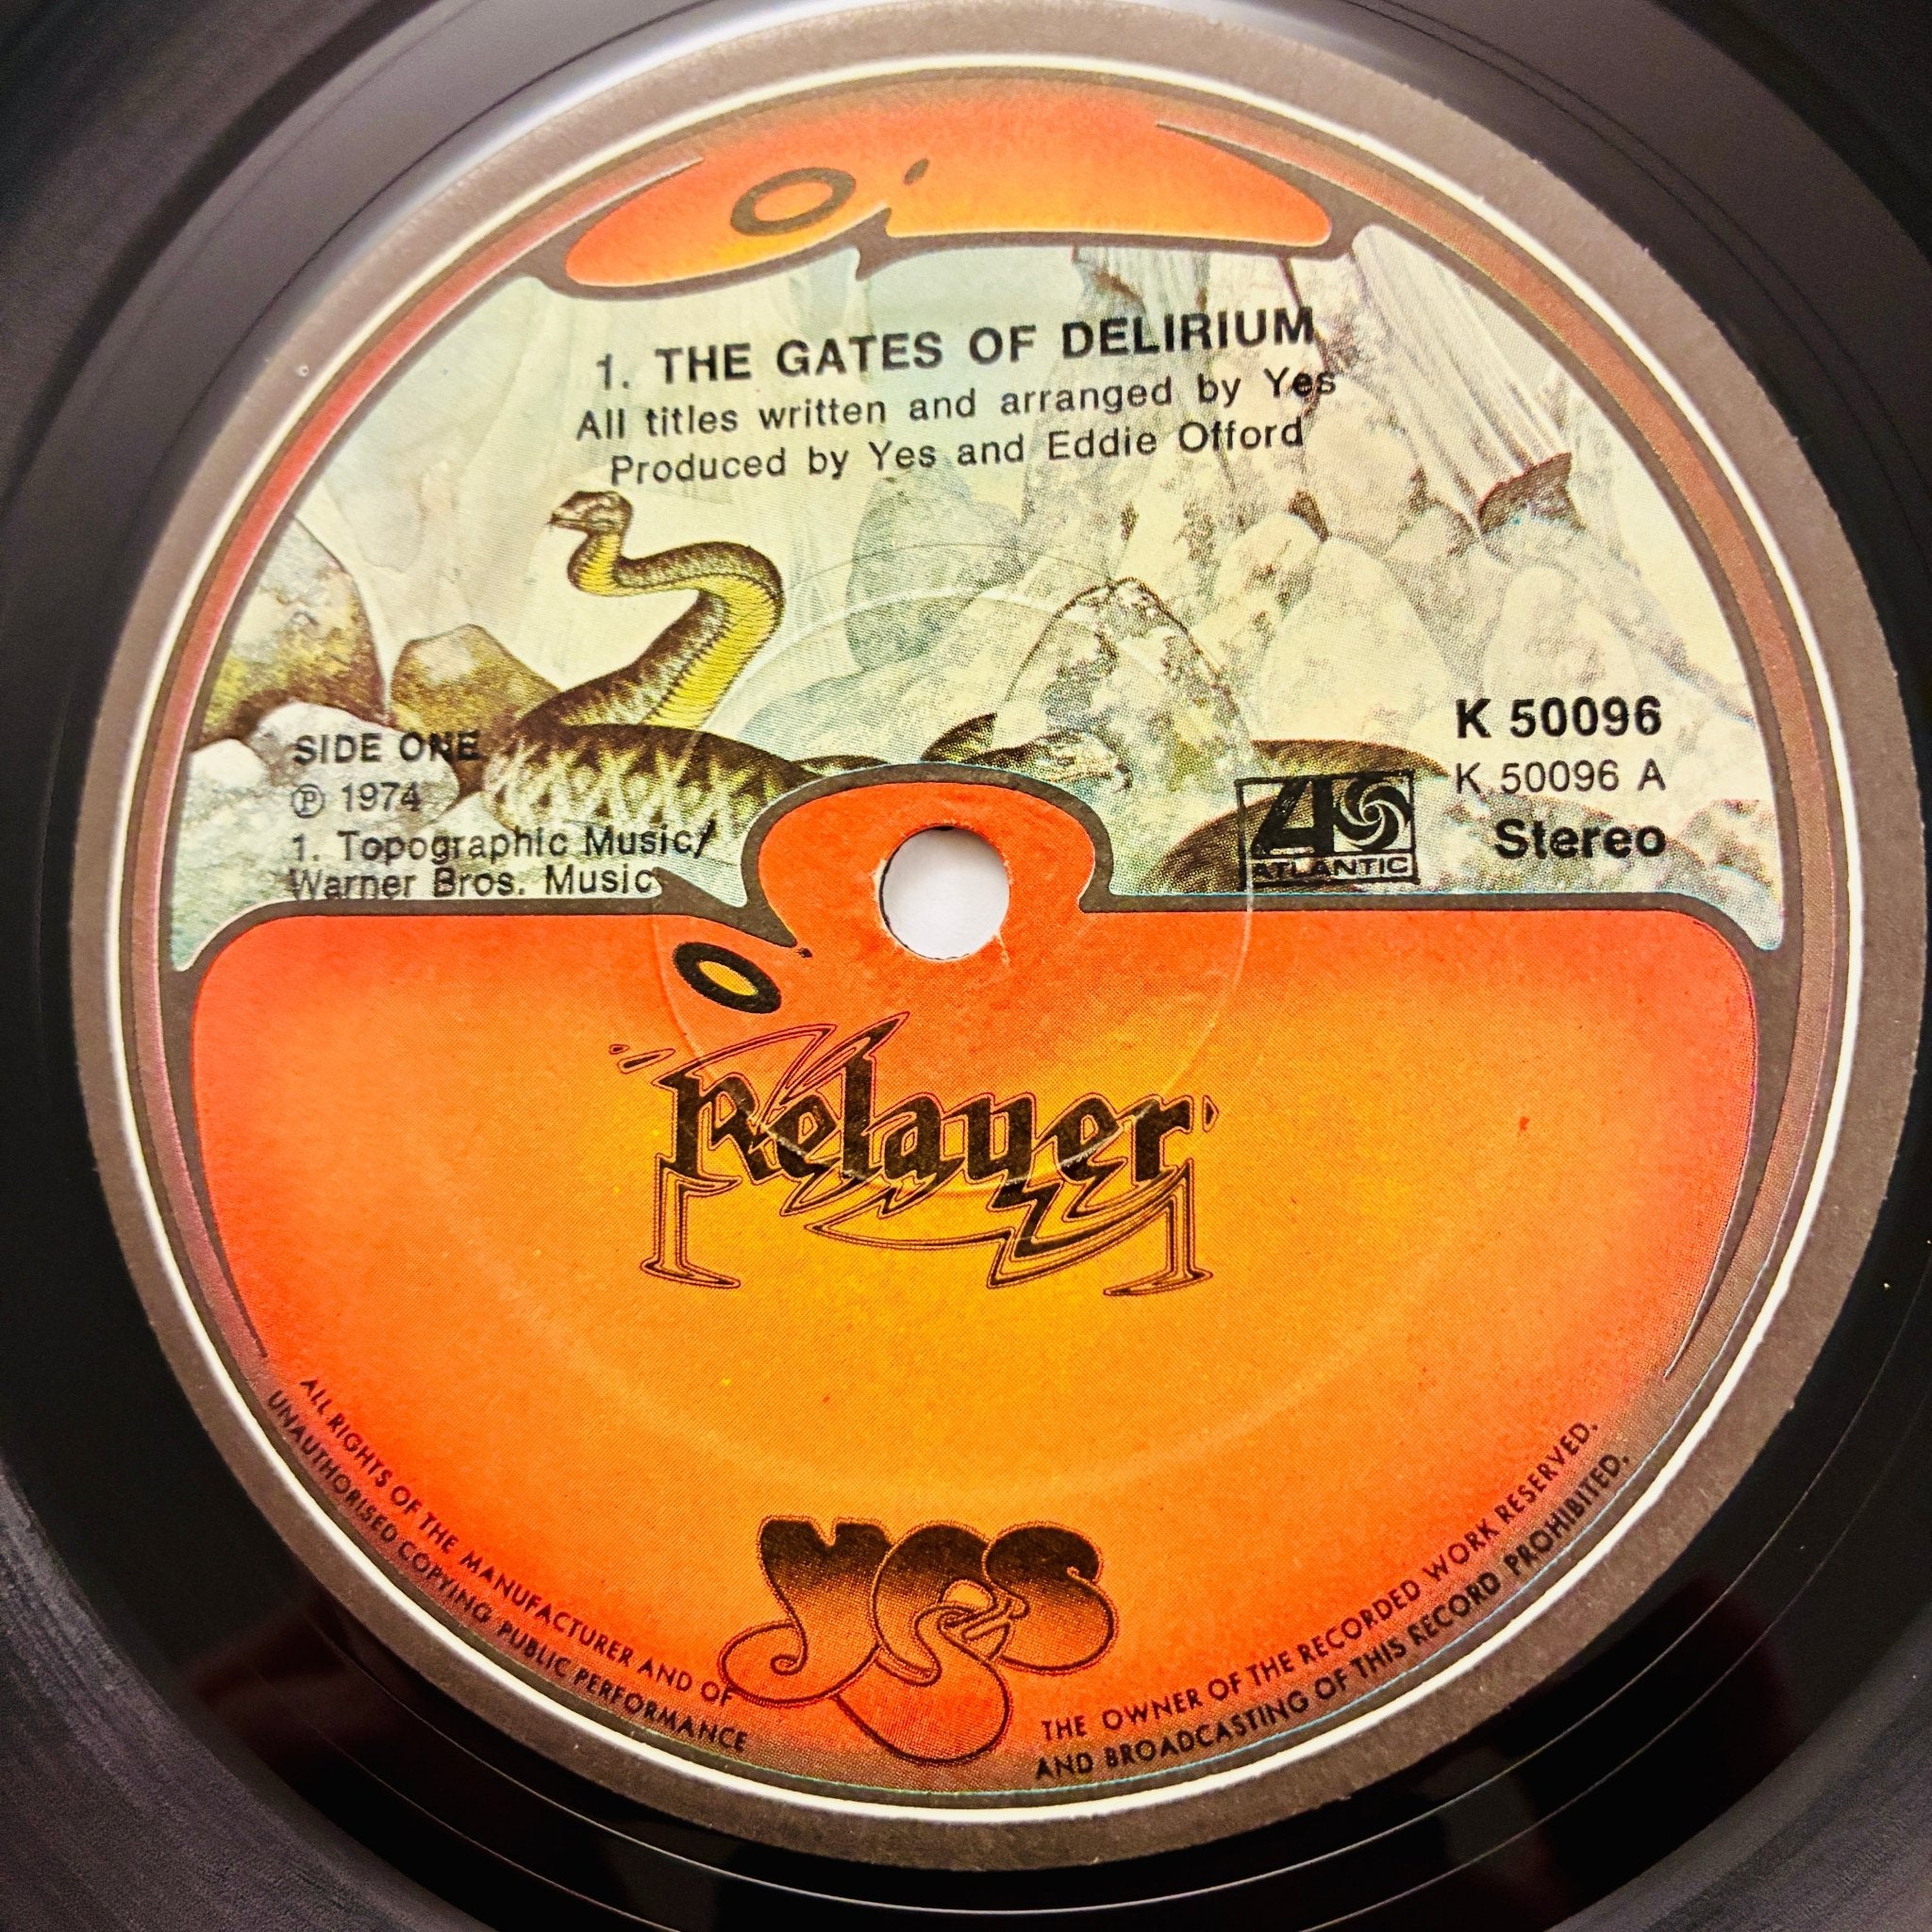 1. THE GATES OF DELIRIUM
All titles written and arranged by Yes
Produced by Yes and Eddie Offord
SIDE ONE
℗ 1974
1. Topographic Music/
Warner Bros. Music
K 50096
K 50096 A
Stereo
ATLANTIC
Relayer
YES
ALL RIGHTS OF THE MANUFACTURER AND OF THE OWNER OF THE RECORDED WORK RESERVED.
UNAUTHORISED COPYING PUBLIC PERFORMANCE AND BROADCASTING OF THIS RECORD PROHIBITED.